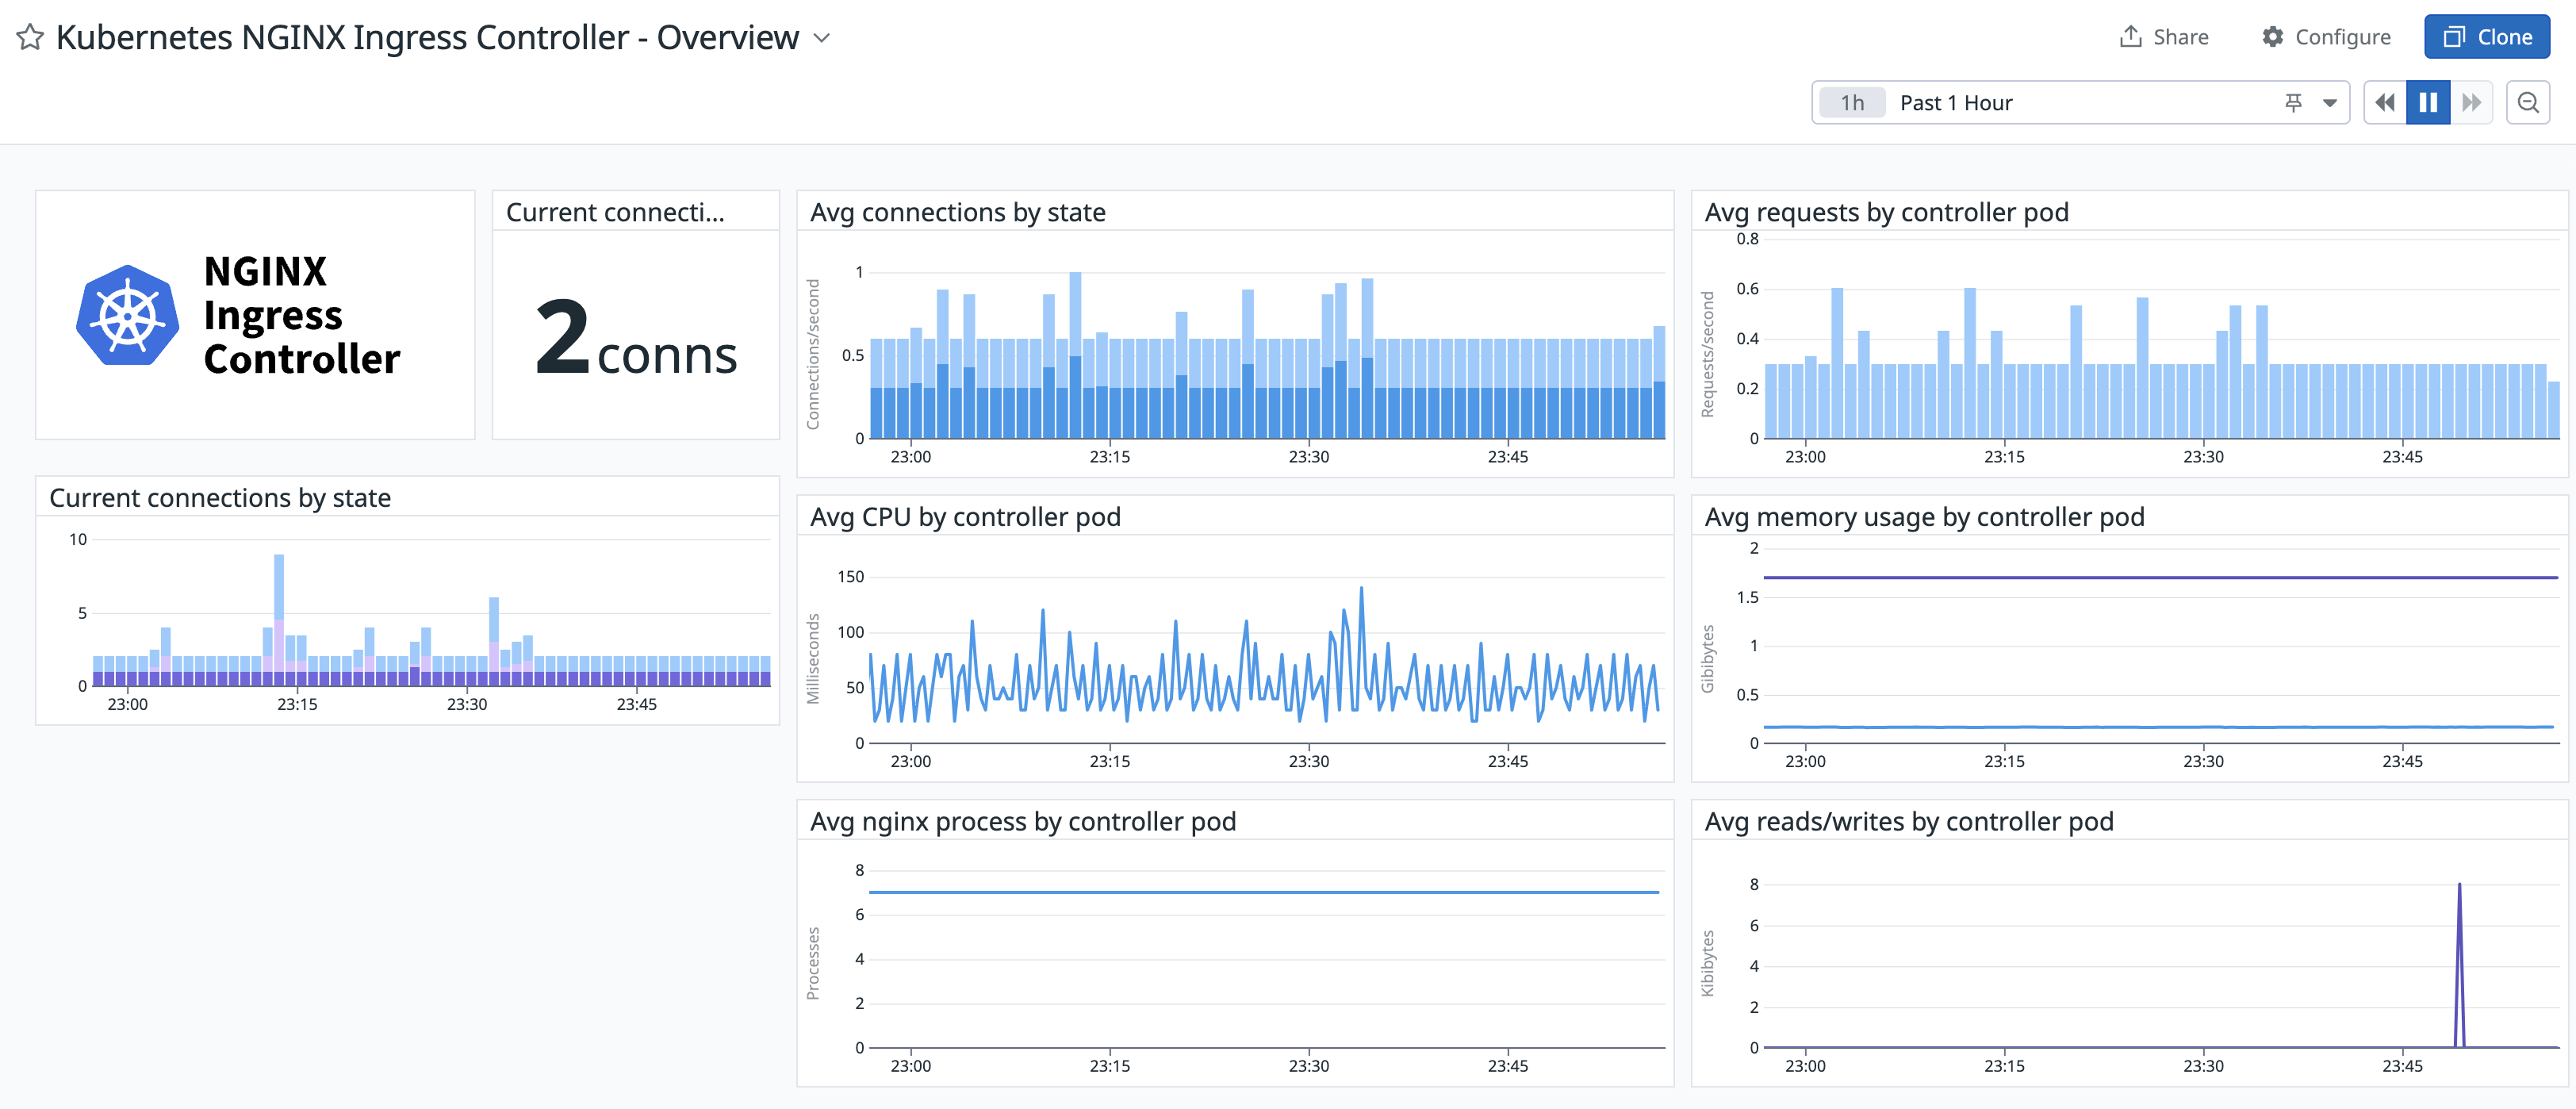 Kubernetes NGINX Ingress Controller - Overview
Share
Configure
Clone
1h
Past 1 Hour
NGINX
Ingress
Controller
Current connecti...
2 conns
Avg connections by state
Connections/second
1
0.5
0
23:00 23:15 23:30 23:45
Avg requests by controller pod
Requests/second
0.8
0.6
0.4
0.2
0
23:00 23:15 23:30 23:45
Current connections by state
10
5
0
23:00 23:15 23:30 23:45
Avg CPU by controller pod
Milliseconds
150
100
50
0
23:00 23:15 23:30 23:45
Avg memory usage by controller pod
Gibibytes
2
1.5
1
0.5
0
23:00 23:15 23:30 23:45
Avg nginx process by controller pod
Processes
8
6
4
2
0
23:00 23:15 23:30 23:45
Avg reads/writes by controller pod
Kibibytes
8
6
4
2
0
23:00 23:15 23:30 23:45